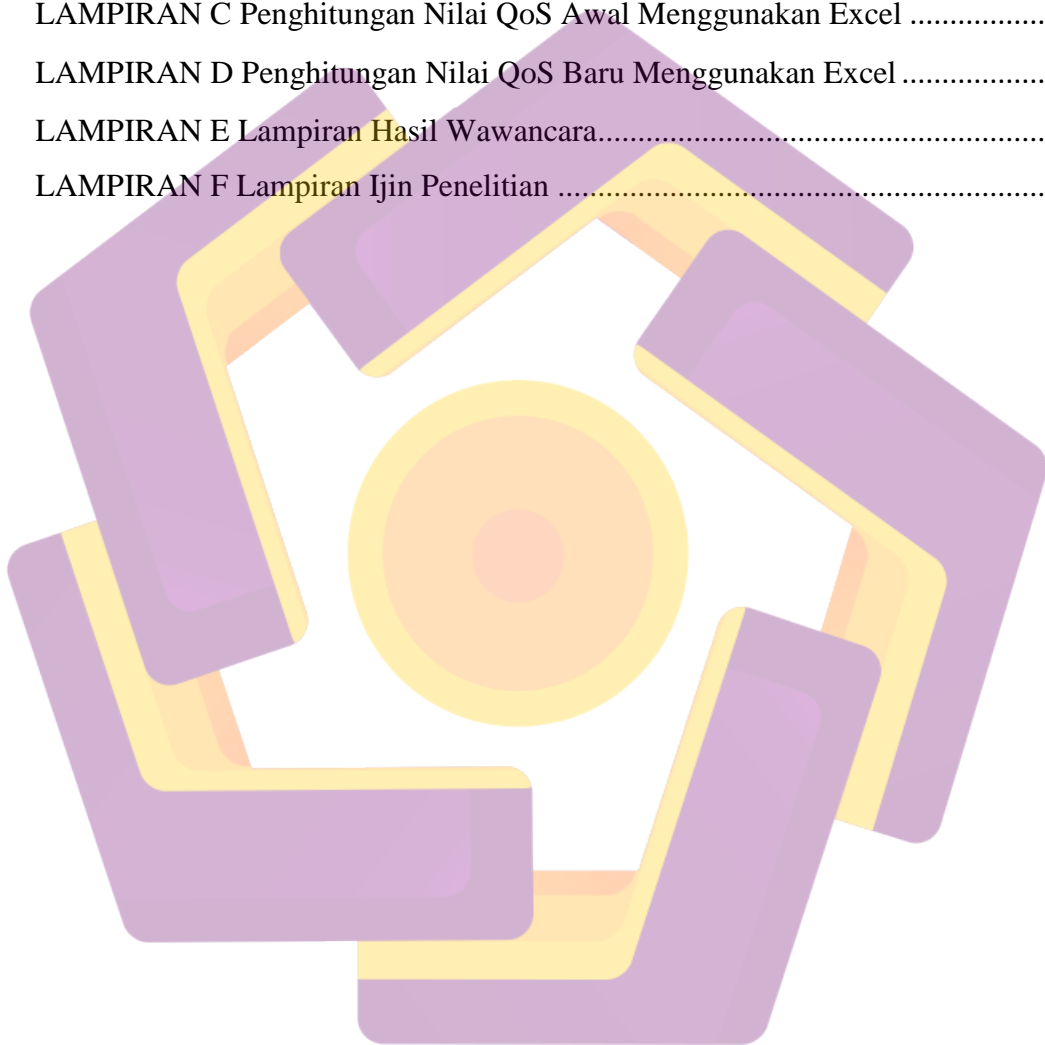 LAMPIRAN C Penghitungan Nilai QoS Awal Menggunakan Excel ..................
LAMPIRAN D Penghitungan Nilai QoS Baru Menggunakan Excel ...................
LAMPIRAN E Lampiran Hasil Wawancara............................................................
LAMPIRAN F Lampiran Ijin Penelitian .................................................................